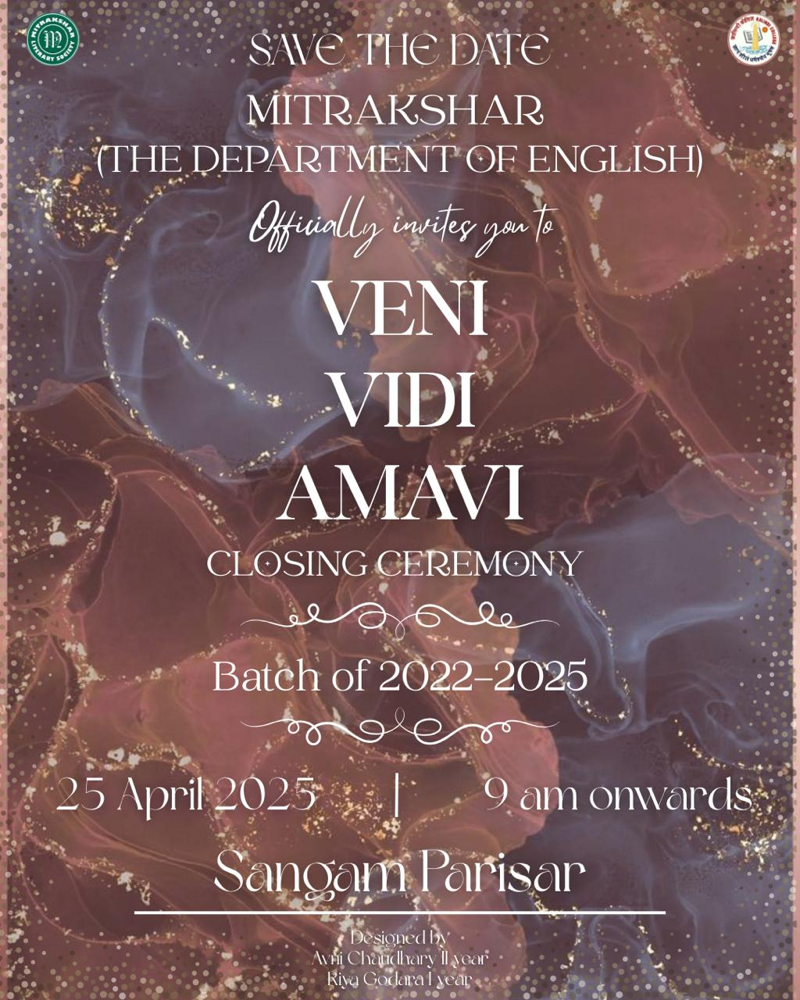 MITRAKSHAR
LITERARY SOCIETY
KALINDI COLLEGE
SAVE THE DATE
MITRAKSHAR
(THE DEPARTMENT OF ENGLISH)
Officially invites you to
VENI
VIDI
AMAVI
CLOSING CEREMONY
Batch of 2022–2025
25 April 2025 | 9 am onwards
Sangam Parisar
Designed by
Avni Chaudhary II year
Riya Godara I year